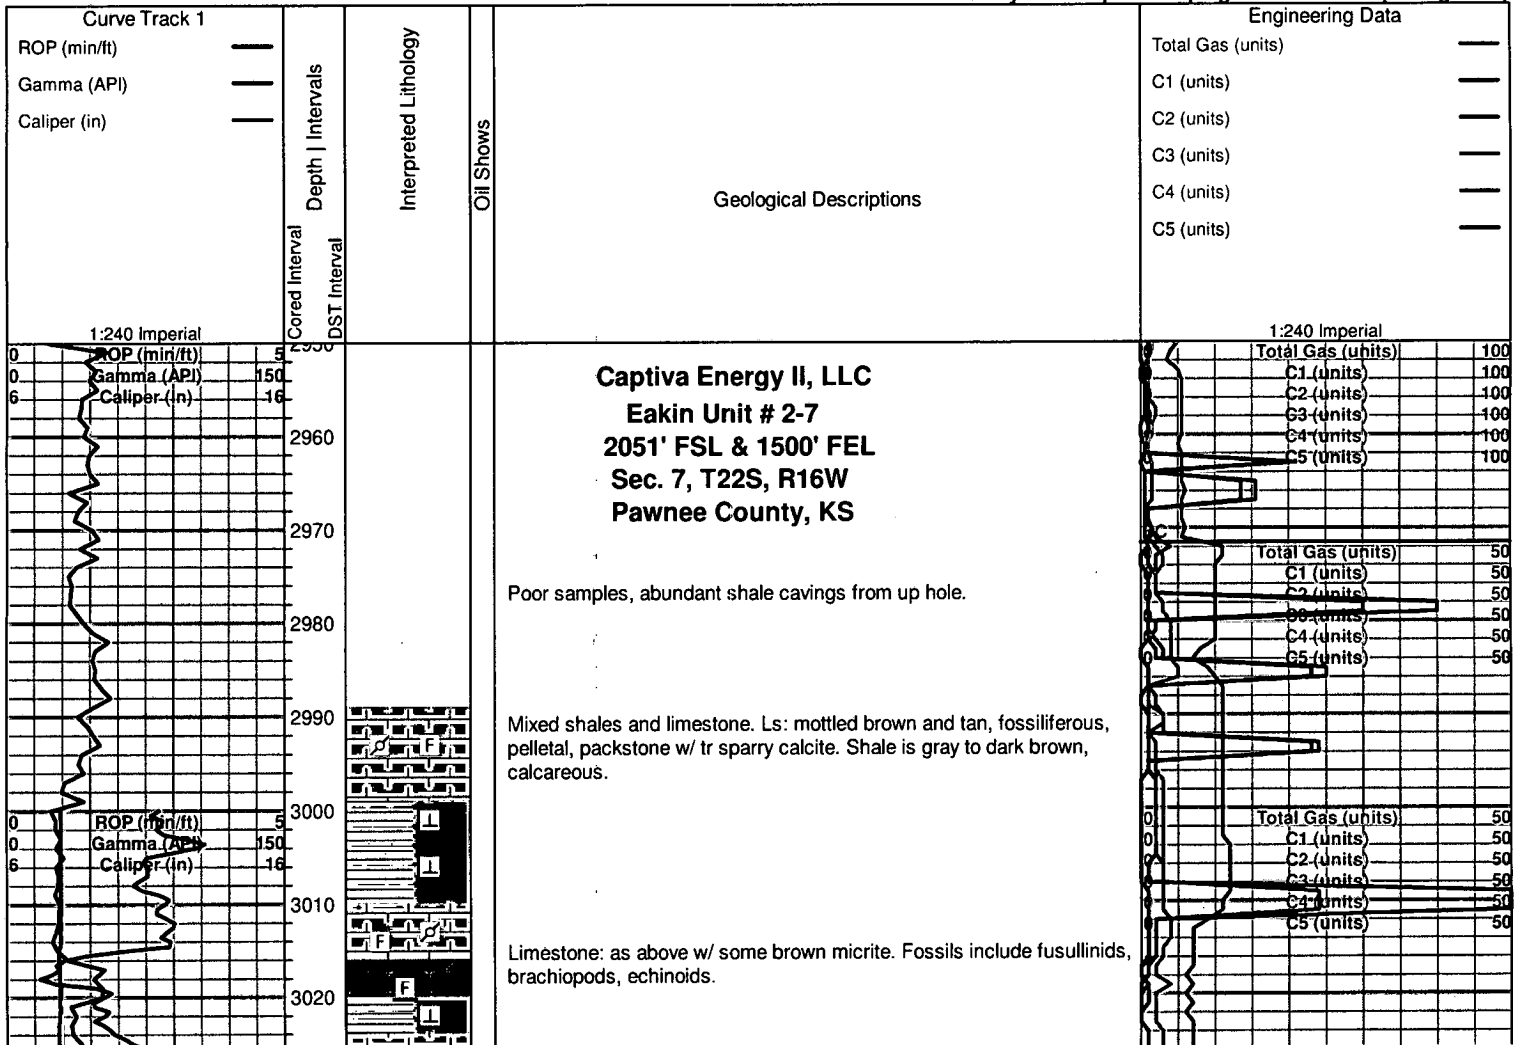 Curve Track 1
ROP (min/ft)
Gamma (API)
Caliper (in)
1:240 Imperial
Cored Interval
Depth | Intervals
DST Interval
Interpreted Lithology
Oil Shows
Geological Descriptions
Engineering Data
Total Gas (units)
C1 (units)
C2 (units)
C3 (units)
C4 (units)
C5 (units)
1:240 Imperial
0 ROP (min/ft) 5
0 Gamma (API) 150
6 Caliper (in) 16
2950
2960
2970
2980
2990
3000
0 ROP (min/ft) 5
0 Gamma (API) 150
6 Caliper (in) 16
3010
3020
F
F
F
Captiva Energy II, LLC
Eakin Unit # 2-7
2051' FSL & 1500' FEL
Sec. 7, T22S, R16W
Pawnee County, KS
Poor samples, abundant shale cavings from up hole.
Mixed shales and limestone. Ls: mottled brown and tan, fossiliferous,
pelletal, packstone w/ tr sparry calcite. Shale is gray to dark brown,
calcareous.
Limestone: as above w/ some brown micrite. Fossils include fusullinids,
brachiopods, echinoids.
Total Gas (units) 100
C1 (units) 100
C2 (units) 100
C3 (units) 100
C4 (units) 100
C5 (units) 100
Total Gas (units) 50
C1 (units) 50
C2 (units) 50
C3 (units) 50
C4 (units) 50
C5 (units) 50
0 Total Gas (units) 50
0 C1 (units) 50
C2 (units) 50
C3 (units) 50
C4 (units) 50
C5 (units) 50